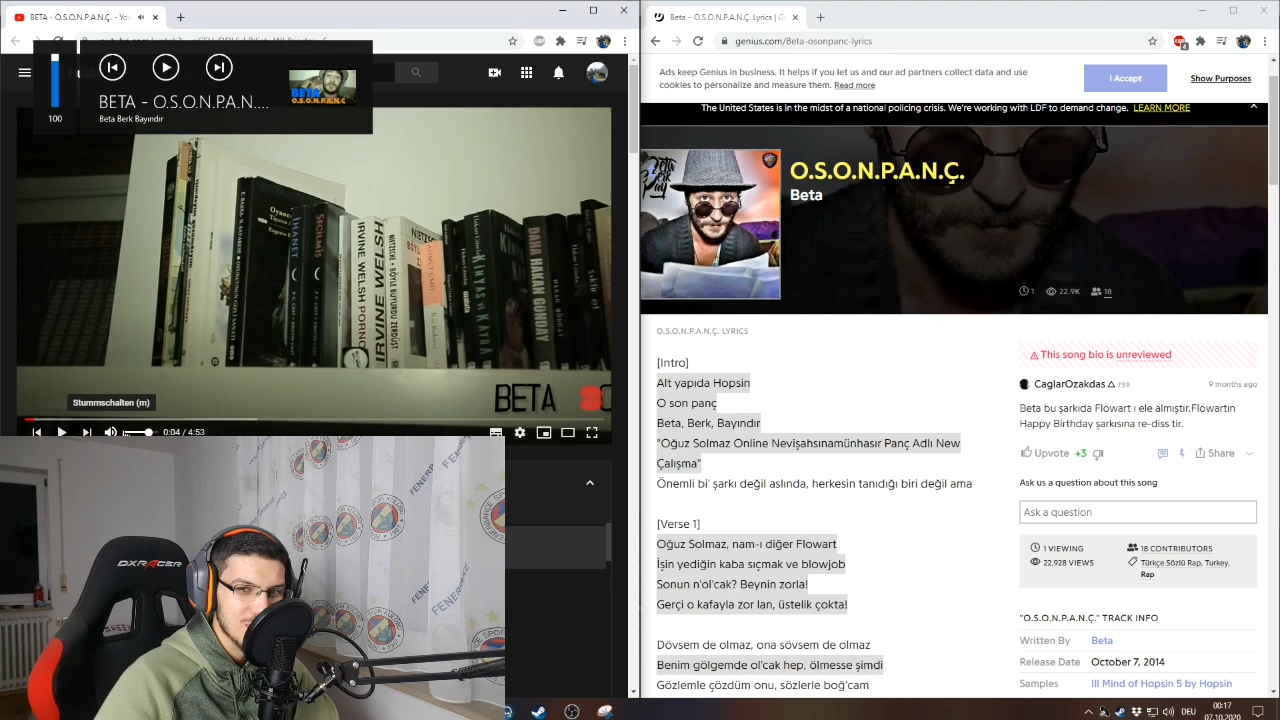 BETA - O.S.O.N.P.A.N.Ç. - You
Beta – O.S.O.N.P.A.N.Ç. Lyrics | G
genius.com/Beta-osonpanc-lyrics
100
BETA - O.S.O.N.PA.N....
Beta Berk Bayındır
BETA
O.S.O.N.P.A.N.Ç
Ads keep Genius in business. It helps if you let us and our ad partners collect data and use
cookies to personalize and measure them. Read more
I Accept
Show Purposes
The United States is in the midst of a national policing crisis. We're working with LDF to demand change. LEARN MORE
O.S.O.N.P.A.N.Ç.
Beta
1
22.9K
18
IHANET
SECİLMİS
IRVINE WELSH PORNO
IRVINE WELSH
NIETZSCHE
AHMET ÜMİT
KINYAS KAYRA
DAHA HAKAN GÜNDAY
BETA
Stummschalten (m)
0:04 / 4:53
O.S.O.N.P.A.N.Ç. LYRICS
[Intro]
Alt yapıda Hopsin
O son panç
Beta, Berk, Bayındır
"Oğuz Solmaz Online Nevişahsınamünhasır Panç Adlı New
Çalışma"
Önemli bi' şarkı değil aslında, herkesin tanıdığı biri değil ama
[Verse 1]
Oğuz Solmaz, nam-ı diğer Flowart
İşin yediğin kaba sıçmak ve blowjob
Sonun n'ol'cak? Beynin zorla!
Gerçi o kafayla zor lan, üstelik çokta!
Dövsem de olmaz, ona sövsem de olmaz
Benim gölgemde ol'cak hep, ölmesse şimdi
Gözlemle çözdüm onu, sözlerle boğ'cam
This song bio is unreviewed
CaglarOzakdas 739
9 months ago
Beta bu şarkıda Flowart ı ele almıştır.Flowartın
Happy Birthday şarkısına re-diss tir.
Upvote +3
Share
Ask us a question about this song
Ask a question
1 VIEWING
18 CONTRIBUTORS
22,928 VIEWS
Türkçe Sözlü Rap, Turkey,
Rap
"O.S.O.N.P.A.N.Ç." TRACK INFO
Written By Beta
Release Date October 7, 2014
Samples Ill Mind of Hopsin 5 by Hopsin
DXRACER
FENERBAHÇE
DEU
00:17
07.10.2020